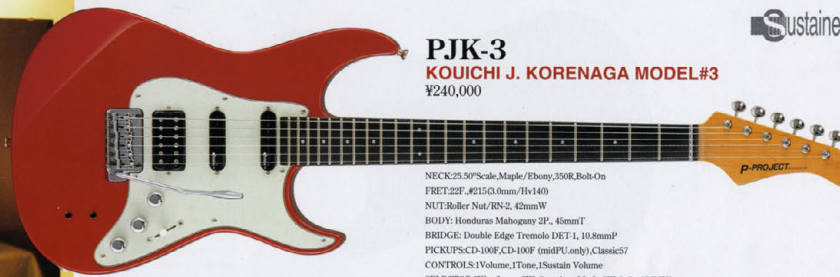 Sustaine
PJK-3
KOUICHI J. KORENAGA MODEL#3
¥240,000
P-PROJECT
NECK:25.50"Scale,Maple/Ebony,350R,Bolt-On
FRET:22F.,#215(3.0mm/Hv140)
NUT:Roller Nut/RN-2, 42mmW
BODY: Honduras Mahogany 2P., 45mmT
BRIDGE: Double Edge Tremolo DET-1, 10.8mmP
PICKUPS:CD-100F,CD-100F (midPU.only),Classic57
CONTROLS:1Volume,1Tone,1Sustain Volume